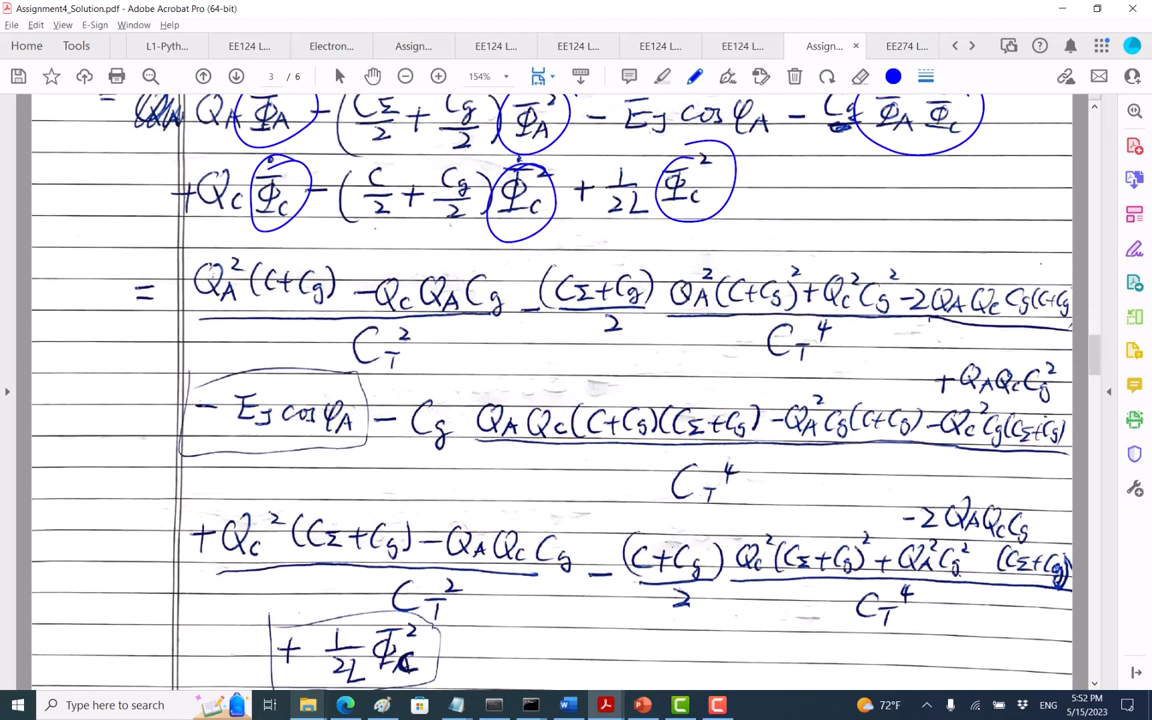 Assignment4_Solution.pdf - Adobe Acrobat Pro (64-bit)
File Edit View E-Sign Window Help
Home Tools L1-Pyth... EE124 L... Electron... Assign... EE124 L... EE124 L... EE124 L... EE124 L... Assign... × EE274 L...
3 / 6 154%
= Q_A Φ̇_A − (C_Σ/2 + C_g/2) Φ̇_A² − E_J cos φ_A − C_g Φ̇_A Φ̇_C
+ Q_C Φ̇_C − (C/2 + C_g/2) Φ̇_C² + 1/2L Φ_C²
= Q_A²(C+C_g) − Q_C Q_A C_g / C_T² − (C_Σ+C_g)/2 Q_A²(C+C_g)² + Q_C² C_g² − 2Q_A Q_C C_g(C+C_g) / C_T⁴
+ Q_A Q_C C_g²
− E_J cos φ_A − C_g Q_A Q_C (C+C_g)(C_Σ+C_g) − Q_A² C_g(C+C_g) − Q_C² C_g(C_Σ+C_g) / C_T⁴
− 2 Q_A Q_C C_g
+ Q_C²(C_Σ+C_g) − Q_A Q_C C_g / C_T² − (C+C_g)/2 Q_C²(C_Σ+C_g)² + Q_A² C_g² (C_Σ+C_g) / C_T⁴
+ 1/2L Φ_C²
Type here to search 72°F ENG 5:52 PM
5/15/2023